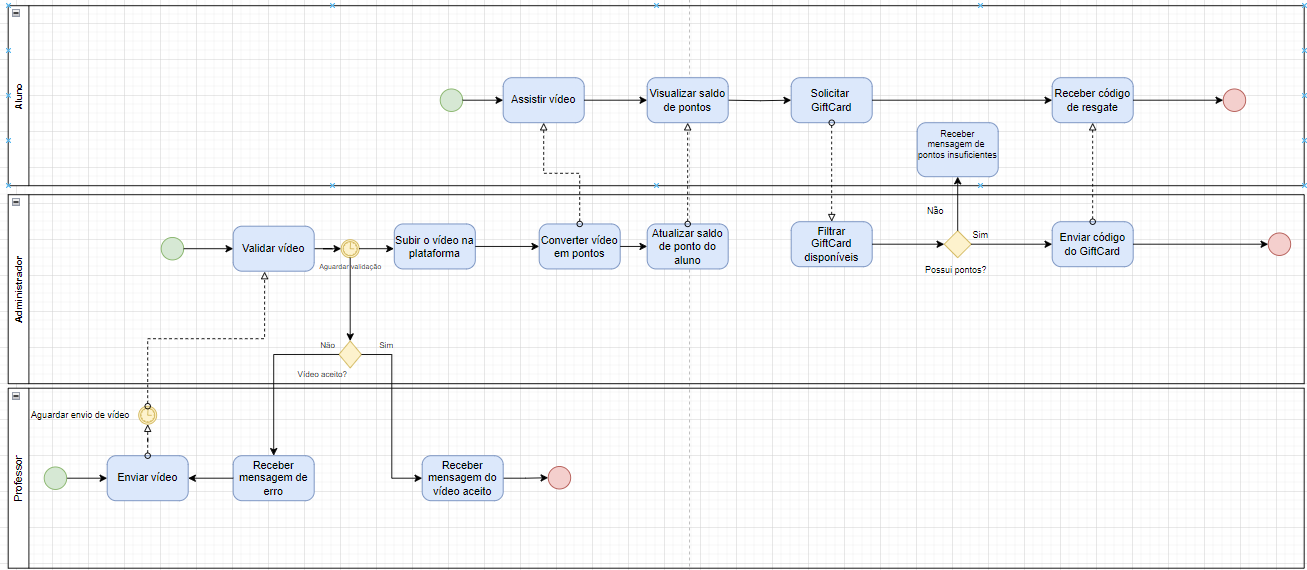 Aluno
Assistir vídeo
Visualizar saldo
de pontos
Solicitar
GiftCard
Receber código
de resgate
Receber
mensagem de
pontos insuficientes
Administrador
Validar vídeo
Aguardar validação
Subir o vídeo na
plataforma
Converter vídeo
em pontos
Atualizar saldo
de ponto do
aluno
Filtrar
GiftCard
disponíveis
Não
Sim
Possui pontos?
Enviar código
do GiftCard
Não
Sim
Vídeo aceito?
Professor
Aguardar envio de vídeo
Enviar vídeo
Receber
mensagem de
erro
Receber
mensagem do
vídeo aceito